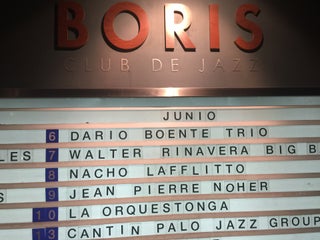 BORIS
CLUB DE JAZZ
JUNIO
6 DARIO BOENTE TRIO
LES 7 WALTER RINAVERA BIG B
8 NACHO LAFFLITTO
S 9 JEAN PIERRE NOHER
10 LA ORQUESTONGA
13 CANTIN PALO JAZZ GROUP